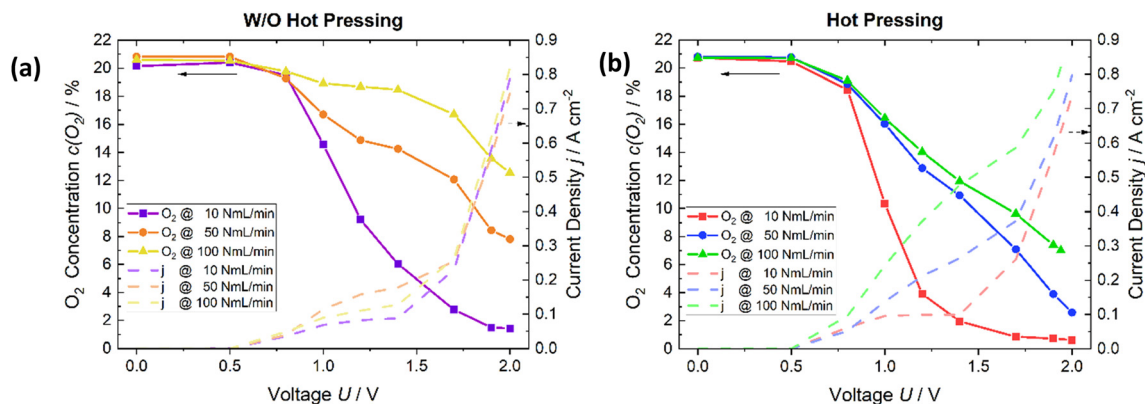 W/O Hot Pressing
(a)
O₂ Concentration c(O₂) / %
22
20
18
16
14
12
10
8
6
4
2
0
O₂ @ 10 NmL/min
O₂ @ 50 NmL/min
O₂ @ 100 NmL/min
j @ 10 NmL/min
j @ 50 NmL/min
j @ 100 NmL/min
0.9
0.8
0.7
0.6
0.5
0.4
0.3
0.2
0.1
0.0
Current Density j / A cm⁻²
0.0 0.5 1.0 1.5 2.0
Voltage U / V
Hot Pressing
(b)
O₂ Concentration c(O₂) / %
22
20
18
16
14
12
10
8
6
4
2
0
O₂ @ 10 NmL/min
O₂ @ 50 NmL/min
O₂ @ 100 NmL/min
j @ 10 NmL/min
j @ 50 NmL/min
j @ 100 NmL/min
0.9
0.8
0.7
0.6
0.5
0.4
0.3
0.2
0.1
0.0
Current Density j / A cm⁻²
0.0 0.5 1.0 1.5 2.0
Voltage U / V